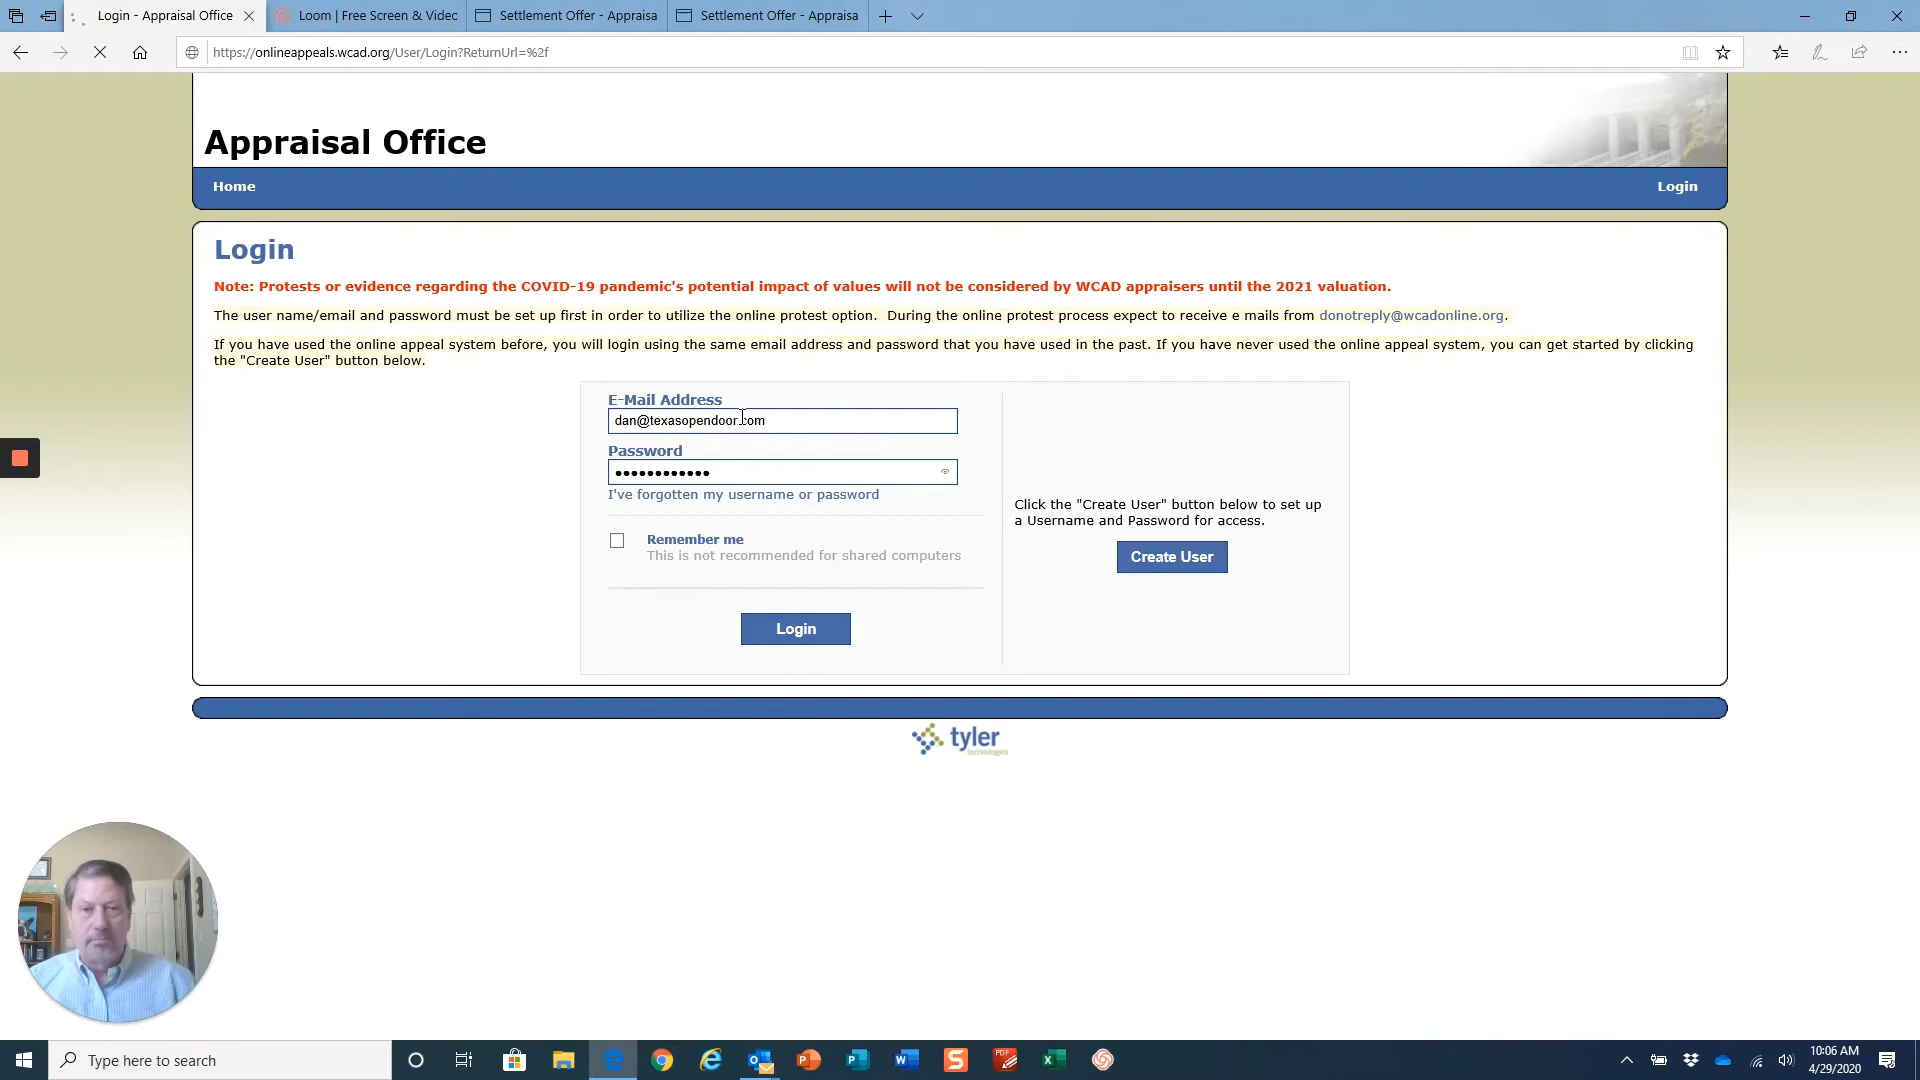 Login - Appraisal Office
Loom | Free Screen & Videc
Settlement Offer - Appraisa
Settlement Offer - Appraisa
https://onlineappeals.wcad.org/User/Login?ReturnUrl=%2f
Appraisal Office
Home
Login
Login
Note: Protests or evidence regarding the COVID-19 pandemic's potential impact of values will not be considered by WCAD appraisers until the 2021 valuation.
The user name/email and password must be set up first in order to utilize the online protest option. During the online protest process expect to receive e mails from donotreply@wcadonline.org.
If you have used the online appeal system before, you will login using the same email address and password that you have used in the past. If you have never used the online appeal system, you can get started by clicking
the "Create User" button below.
E-Mail Address
dan@texasopendoor.com
Password
I've forgotten my username or password
Remember me
This is not recommended for shared computers
Login
Click the "Create User" button below to set up
a Username and Password for access.
Create User
tyler
technologies
Type here to search
10:06 AM
4/29/2020